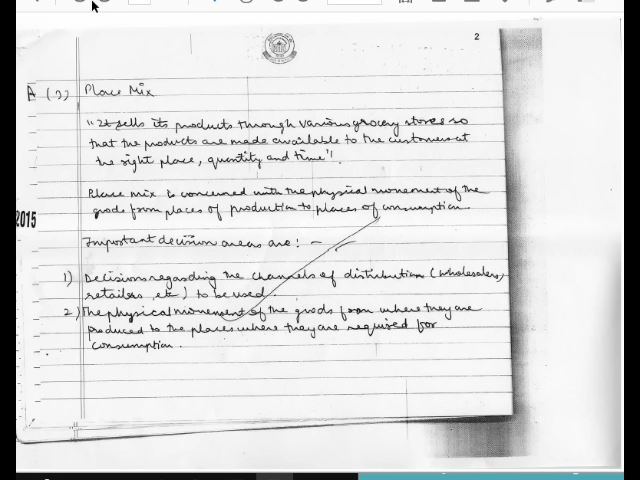 2
A (3) Place Mix
"It sells its products through various grocery stores so
that the products are made available to the customers at
the right place, quantity and time".
Place mix is concerned with the physical movement of the
goods from places of production to places of consumption.
2015
Important decision areas are: -
1) Decisions regarding the channels of distribution (wholesalers,
retailers, etc) to be used.
2) The physical movement of the goods from where they are
produced to the places where they are required for
consumption.